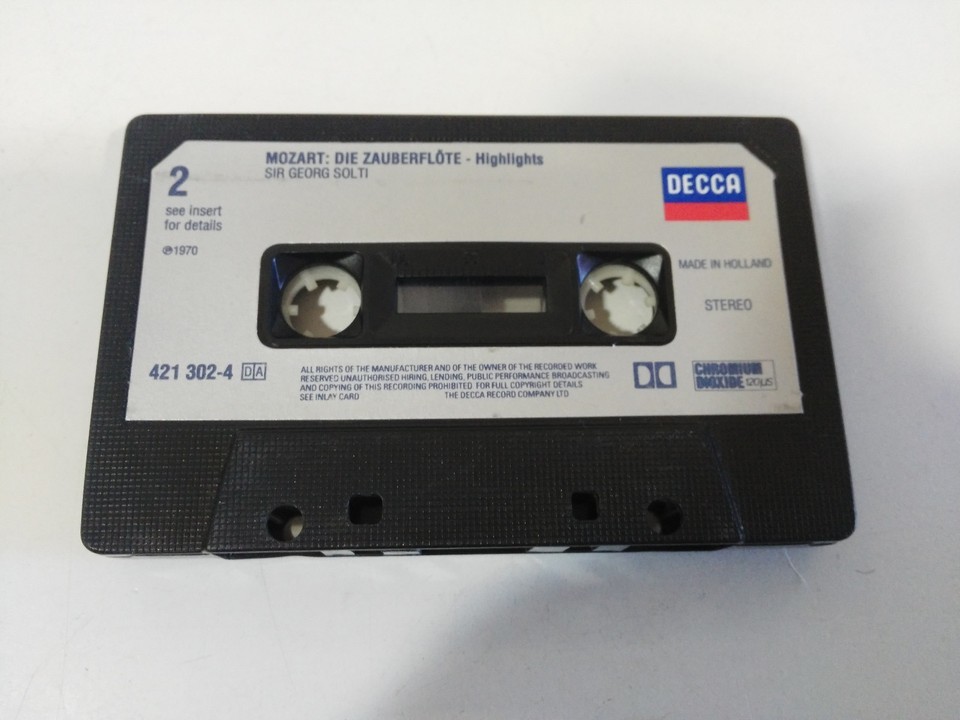 2
MOZART: DIE ZAUBERFLÖTE - Highlights
SIR GEORG SOLTI
DECCA
see insert
for details
℗1970
MADE IN HOLLAND
STEREO
421 302-4 DA
ALL RIGHTS OF THE MANUFACTURER AND OF THE OWNER OF THE RECORDED WORK
RESERVED UNAUTHORISED HIRING, LENDING, PUBLIC PERFORMANCE BROADCASTING
AND COPYING OF THIS RECORDING PROHIBITED FOR FULL COPYRIGHT DETAILS
SEE INLAY CARD THE DECCA RECORD COMPANY LTD
CHROMIUM
DIOXIDE 120µS